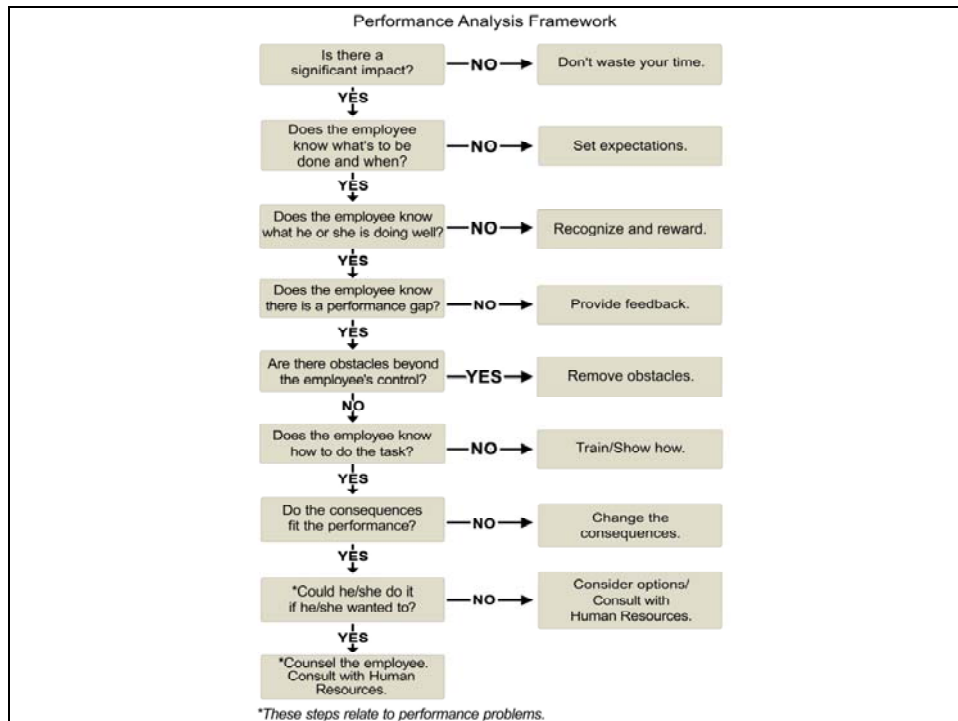 Performance Analysis Framework
Is there a
significant impact?
NO
Don't waste your time.
YES
Does the employee
know what's to be
done and when?
NO
Set expectations.
YES
Does the employee know
what he or she is doing well?
NO
Recognize and reward.
YES
Does the employee know
there is a performance gap?
NO
Provide feedback.
YES
Are there obstacles beyond
the employee's control?
YES
Remove obstacles.
NO
Does the employee know
how to do the task?
NO
Train/Show how.
YES
Do the consequences
fit the performance?
NO
Change the
consequences.
YES
*Could he/she do it
if he/she wanted to?
NO
Consider options/
Consult with
Human Resources.
YES
*Counsel the employee.
Consult with Human
Resources.
*These steps relate to performance problems.